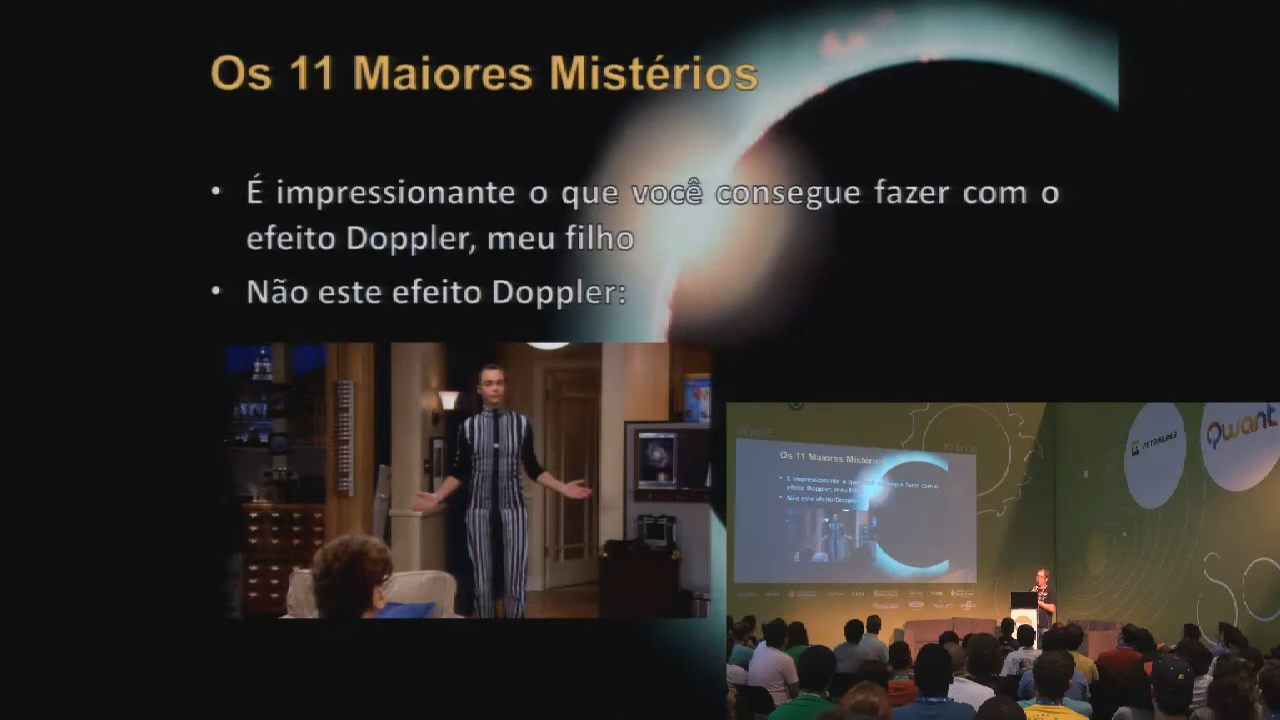 Os 11 Maiores Mistérios
• É impressionante o que você consegue fazer com o
efeito Doppler, meu filho
• Não este efeito Doppler:
PETROBRAS
Qwant
Os 11 Maiores Mistérios